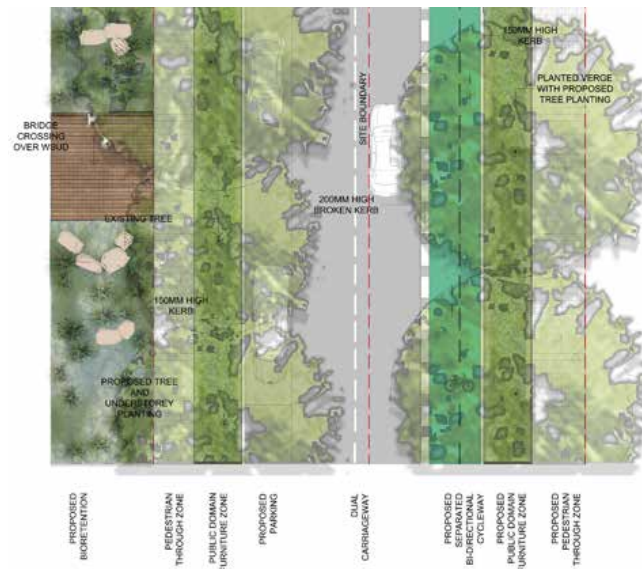 150MM HIGH
KERB
PLANTED VERGE
WITH PROPOSED
TREE PLANTING
SITE BOUNDARY
BRIDGE
CROSSING
OVER WSUD
200MM HIGH
BROKEN KERB
EXISTING TREE
150MM HIGH
KERB
PROPOSED TREE
AND
UNDERSTOREY
PLANTING
PROPOSED
BIORETENTION
PEDESTRIAN
THROUGH ZONE
PUBLIC DOMAIN
FURNITURE ZONE
PROPOSED
PARKING
DUAL
CARRIAGEWAY
PROPOSED
SEPARATED
BI-DIRECTIONAL
CYCLEWAY
PROPOSED
PUBLIC DOMAIN
FURNITURE ZONE
PROPOSED
PEDESTRIAN
THROUGH ZONE